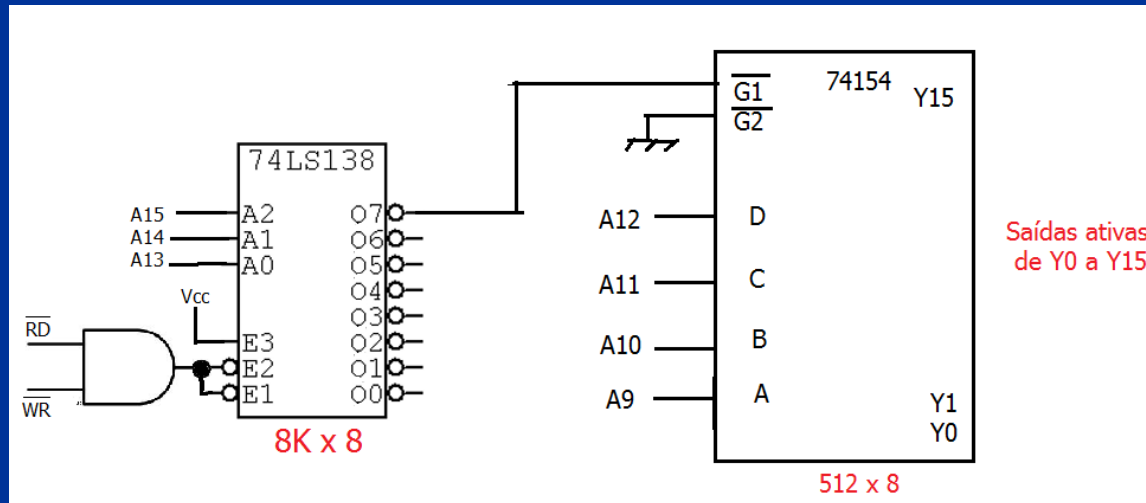 74LS138
A15 A2 O7
A14 A1 O6
A13 A0 O5
O4
Vcc O3
RD E3 O2
E2 O1
WR E1 O0
8K x 8
G1 74154 Y15
G2
A12 D
A11 C
A10 B
A9 A
Y1
Y0
512 x 8
Saídas ativas
de Y0 a Y15